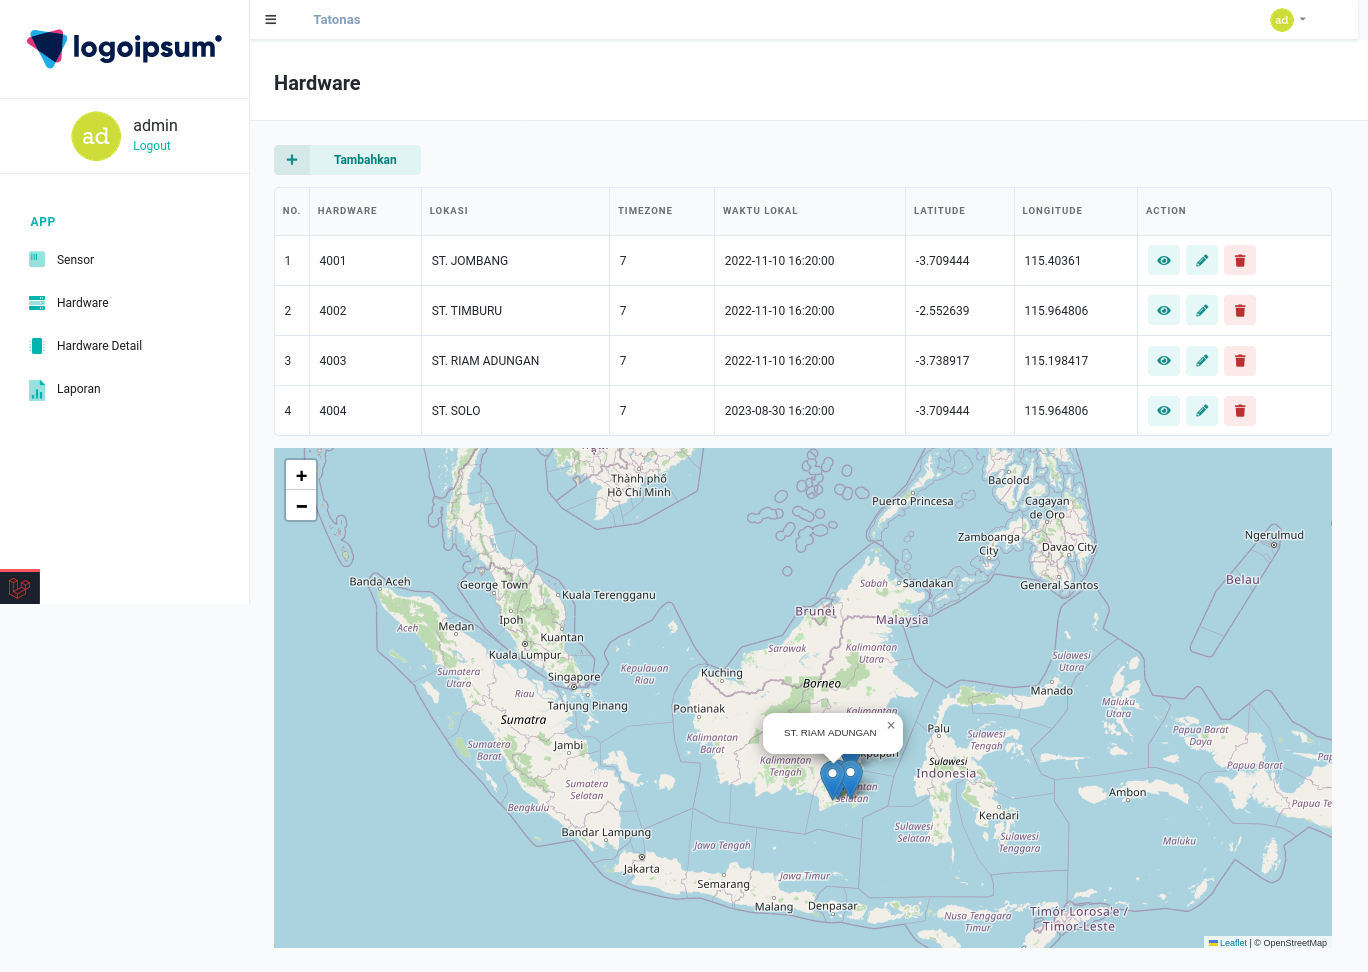 logoipsum
Tatonas
ad
ad
admin
Logout
APP
Sensor
Hardware
Hardware Detail
Laporan
Hardware
+ Tambahkan
NO. HARDWARE LOKASI TIMEZONE WAKTU LOKAL LATITUDE LONGITUDE ACTION
1 4001 ST. JOMBANG 7 2022-11-10 16:20:00 -3.709444 115.40361
2 4002 ST. TIMBURU 7 2022-11-10 16:20:00 -2.552639 115.964806
3 4003 ST. RIAM ADUNGAN 7 2022-11-10 16:20:00 -3.738917 115.198417
4 4004 ST. SOLO 7 2023-08-30 16:20:00 -3.709444 115.964806
+
−
Thành phố
Hồ Chí Minh
Puerto Princesa
Bacolod
Cagayan
de Oro
Zamboanga
City
Davao City
General Santos
Ngerulmud
Belau
Banda Aceh
George Town
Kuala Terengganu
Sabah
Sandakan
Brunei
Malaysia
Aceh
Medan
Ipoh
Kuantan
Kuala Lumpur
Sarawak
Kalimantan
Utara
Sulawesi
Utara
Sumatera
Utara
Riau
Singapore
Kepulauan
Riau
Kuching
Borneo
Manado
Tanjung Pinang
Pontianak
Kalimantan
Maluku
Utara
Sumatra
Jambi
Sumatera
Barat
Kalimantan
Barat
ST. RIAM ADUNGAN
×
Palu
Sulawesi
Tengah
Papua Barat
Daya
Papua
Barat
Kalimantan
Tengah
Sulawesi
Indonesia
Selatan
Sumatera
Selatan
Bengkulu
Ambon
Papua Te
Kendari
Bandar Lampung
Sulawesi
Selatan
Sulawesi
Tenggara
Maluku
Jawa Tengah
Jakarta
Semarang
Jawa Timur
Malang
Denpasar
Nusa Tenggara
Timur
Timór Lorosa'e /
Timor-Leste
Leaflet | © OpenStreetMap